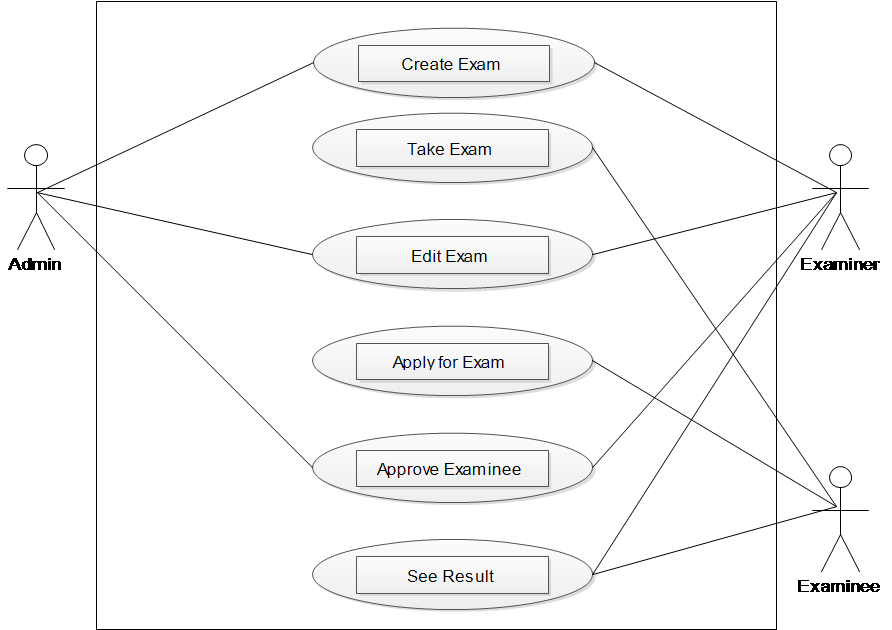 Create Exam
Take Exam
Admin
Examiner
Edit Exam
Apply for Exam
Approve Examinee
See Result
Examinee